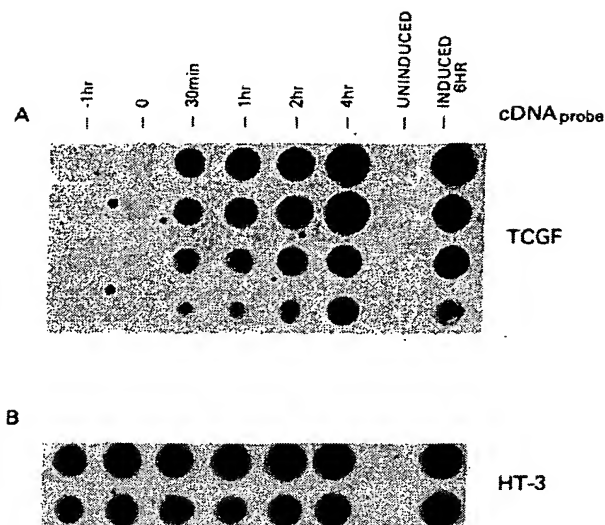 A
-1hr
0
30min
1hr
2hr
4hr
UNINDUCED
INDUCED
6HR
cDNAprobe
TCGF
B
HT-3